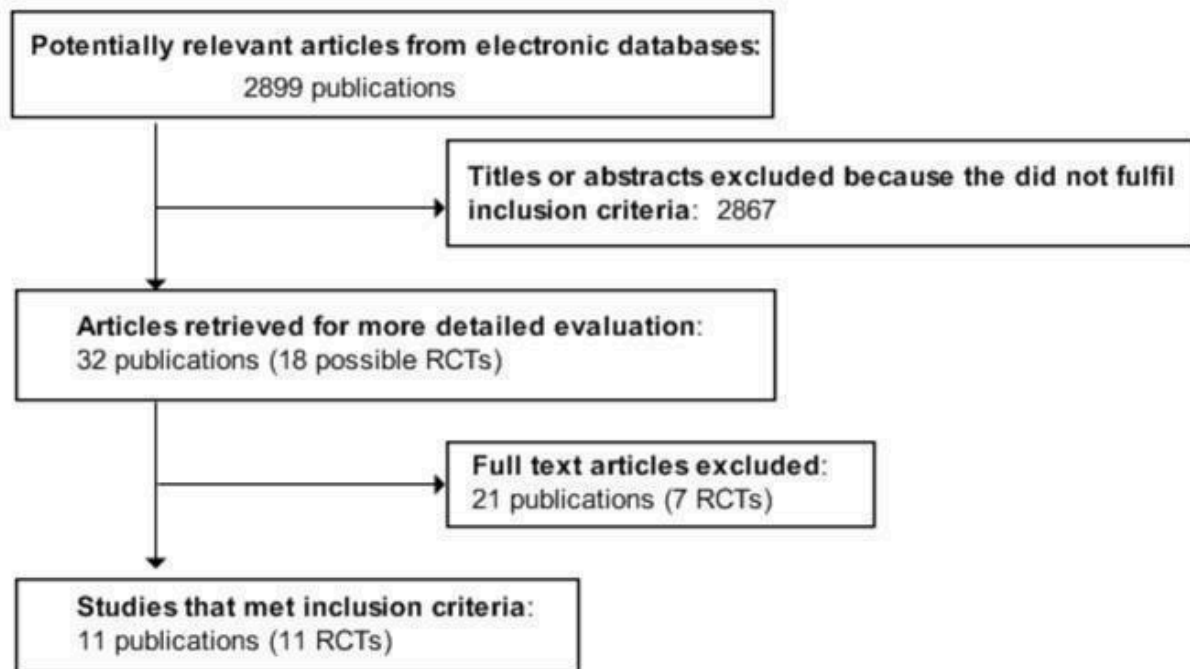 Potentially relevant articles from electronic databases:
2899 publications
Titles or abstracts excluded because the did not fulfil
inclusion criteria: 2867
Articles retrieved for more detailed evaluation:
32 publications (18 possible RCTs)
Full text articles excluded:
21 publications (7 RCTs)
Studies that met inclusion criteria:
11 publications (11 RCTs)